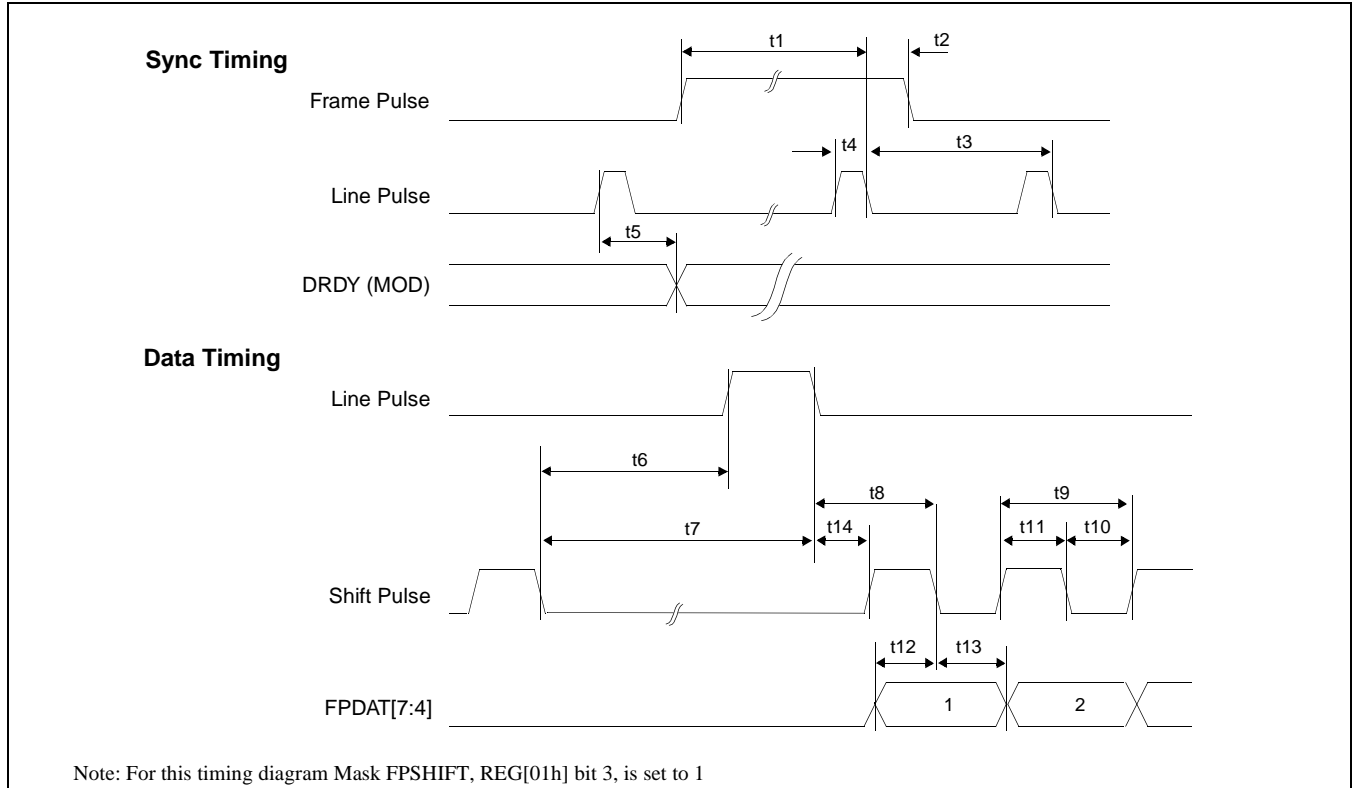 Sync Timing
t1
t2
Frame Pulse
t4
t3
Line Pulse
t5
DRDY (MOD)
Data Timing
Line Pulse
t6
t8
t9
t7
t14
t11
t10
Shift Pulse
t12
t13
FPDAT[7:4]
1
2
Note: For this timing diagram Mask FPSHIFT, REG[01h] bit 3, is set to 1